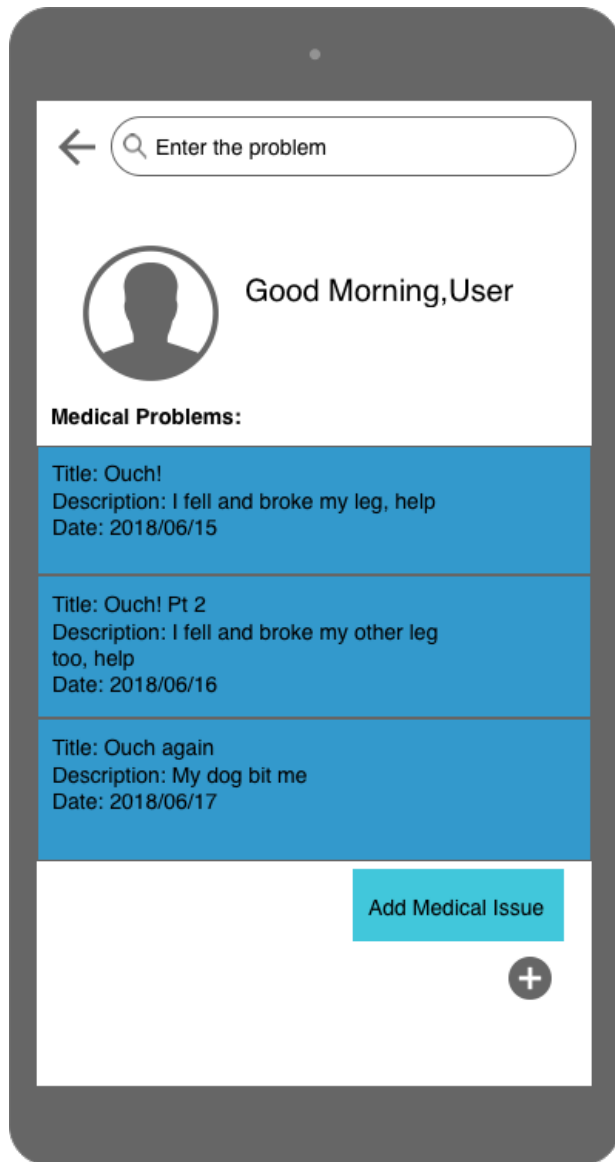 Enter the problem
Good Morning,User
Medical Problems:
Title: Ouch!
Description: I fell and broke my leg, help
Date: 2018/06/15
Title: Ouch! Pt 2
Description: I fell and broke my other leg
too, help
Date: 2018/06/16
Title: Ouch again
Description: My dog bit me
Date: 2018/06/17
Add Medical Issue